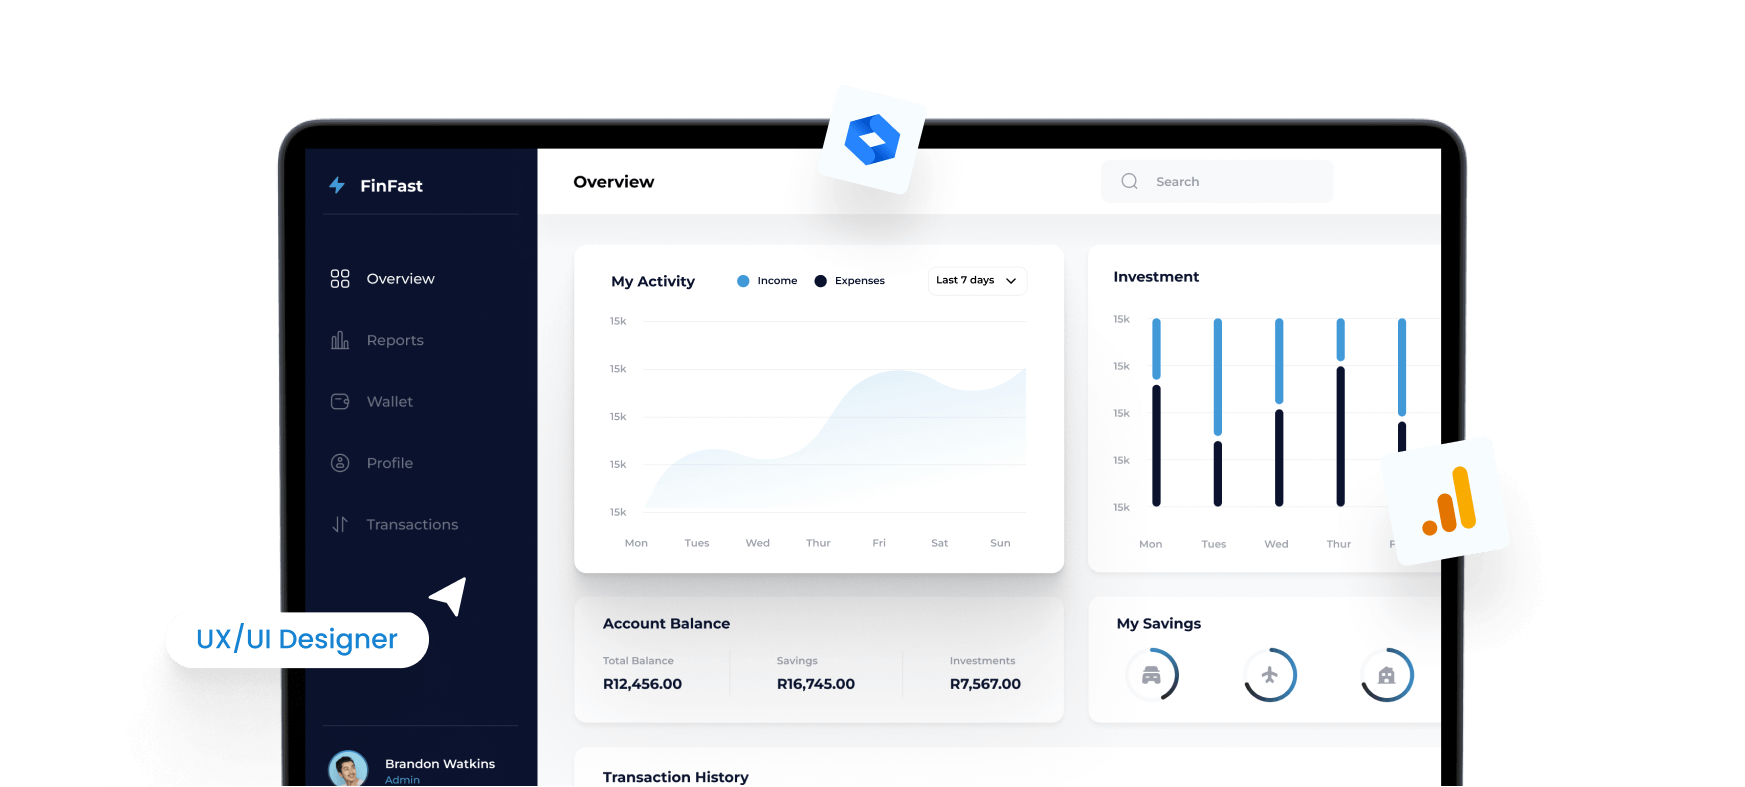 FinFast
Overview
Reports
Wallet
Profile
Transactions
UX/UI Designer
Brandon Watkins
Admin
Overview
Search
My Activity
Income
Expenses
Last 7 days
15k
15k
15k
15k
15k
Mon Tues Wed Thur Fri Sat Sun
Investment
15k
15k
15k
15k
15k
Mon Tues Wed Thur
Account Balance
Total Balance Savings Investments
R12,456.00 R16,745.00 R7,567.00
My Savings
Transaction History